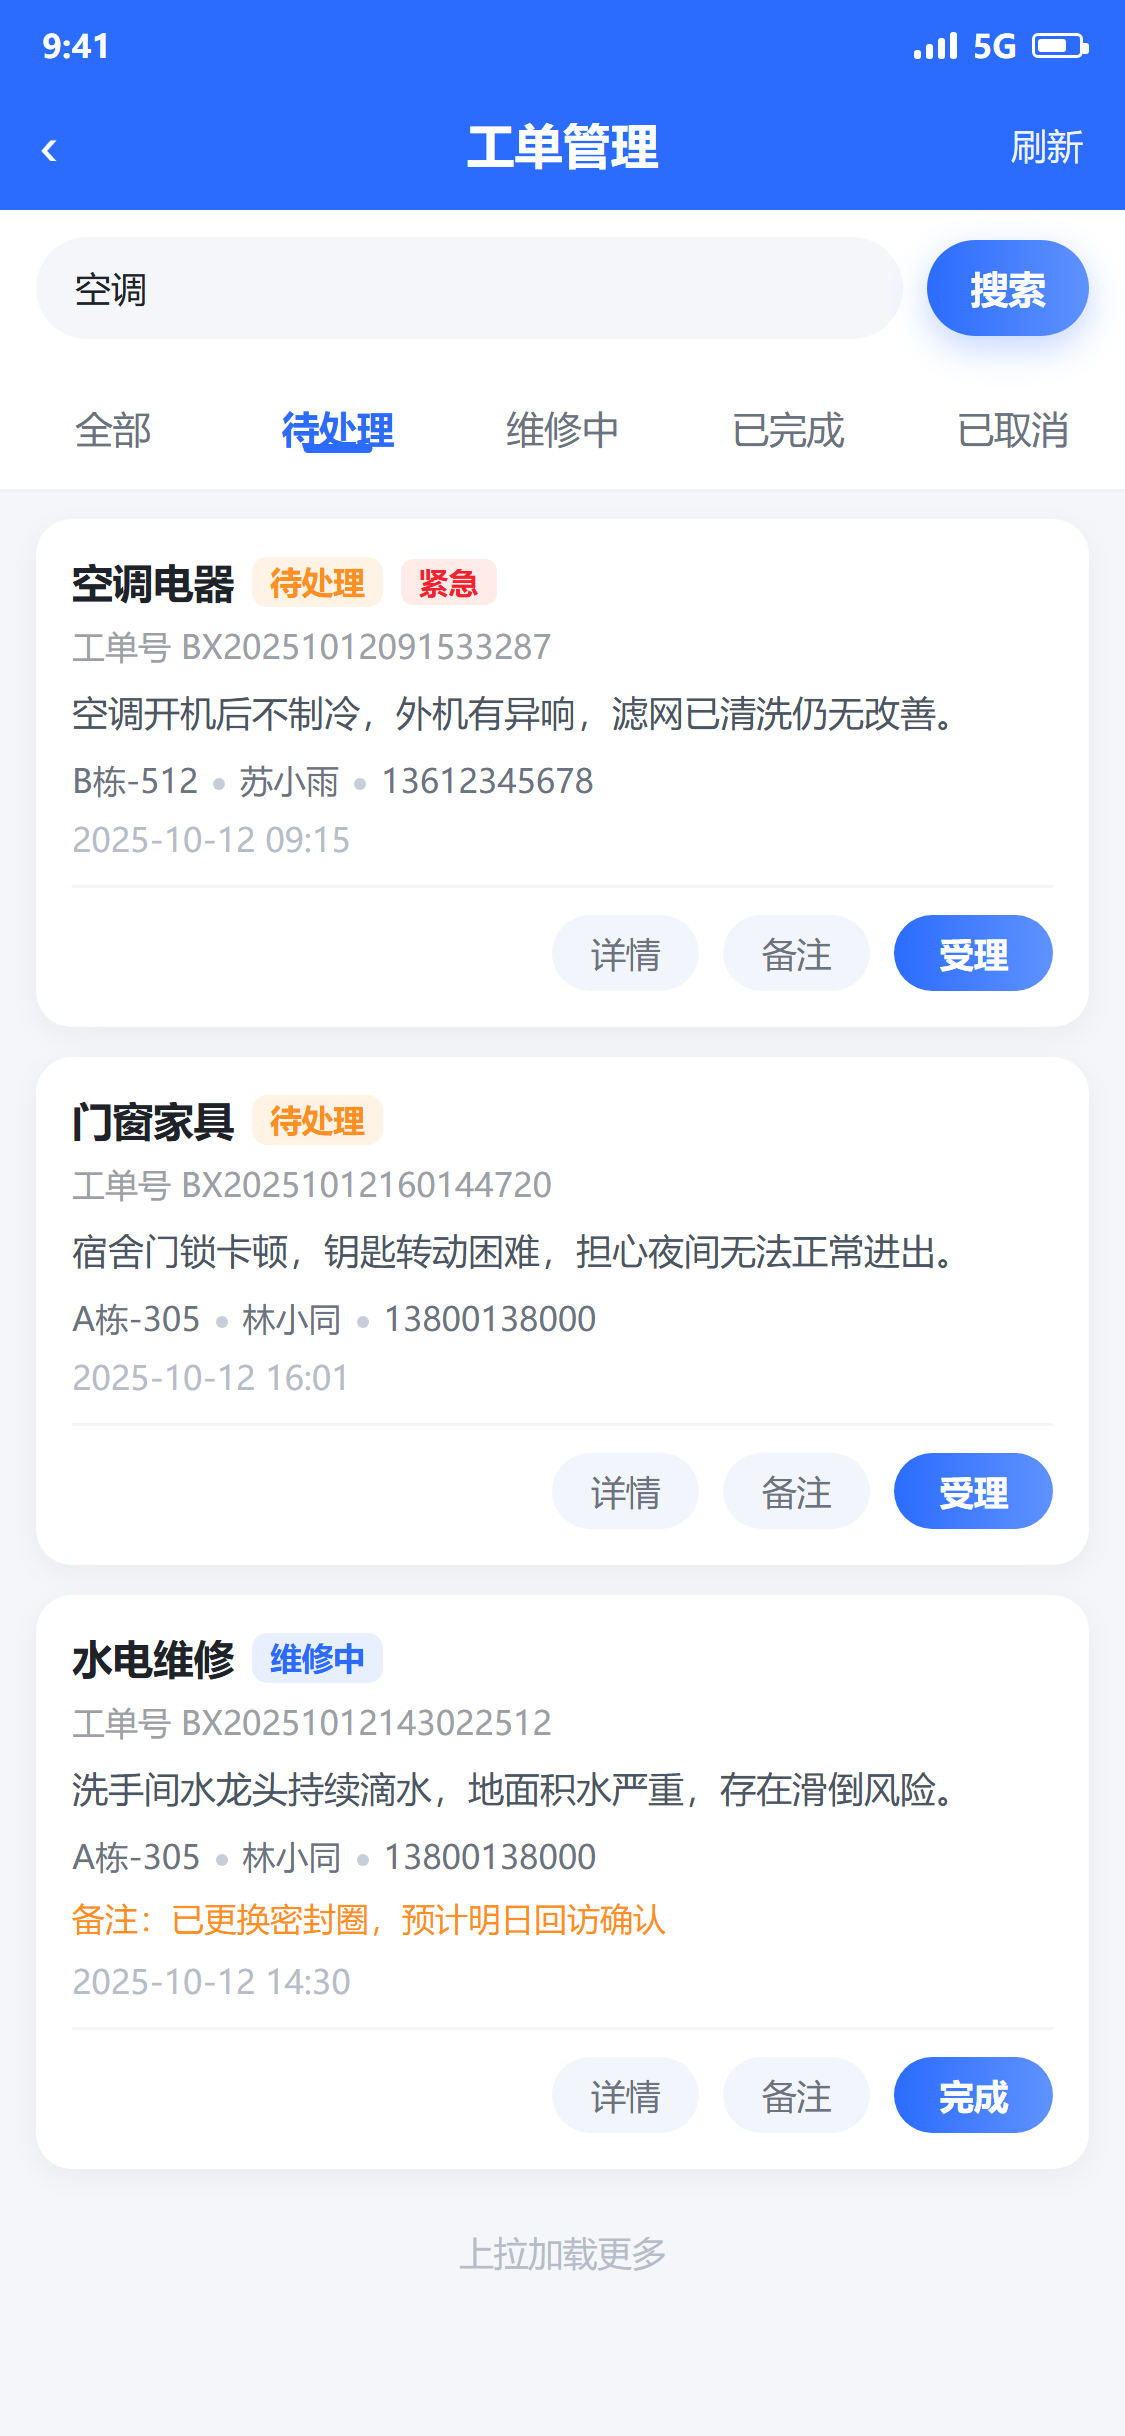 9:41 5G
‹ 工单管理 刷新
空调 搜索
全部 待处理 维修中 已完成 已取消
空调电器 待处理 紧急
工单号 BX20251012091533287
空调开机后不制冷，外机有异响，滤网已清洗仍无改善。
B栋-512 • 苏小雨 • 13612345678
2025-10-12 09:15
详情 备注 受理
门窗家具 待处理
工单号 BX20251012160144720
宿舍门锁卡顿，钥匙转动困难，担心夜间无法正常进出。
A栋-305 • 林小同 • 13800138000
2025-10-12 16:01
详情 备注 受理
水电维修 维修中
工单号 BX20251012143022512
洗手间水龙头持续滴水，地面积水严重，存在滑倒风险。
A栋-305 • 林小同 • 13800138000
备注：已更换密封圈，预计明日回访确认
2025-10-12 14:30
详情 备注 完成
上拉加载更多